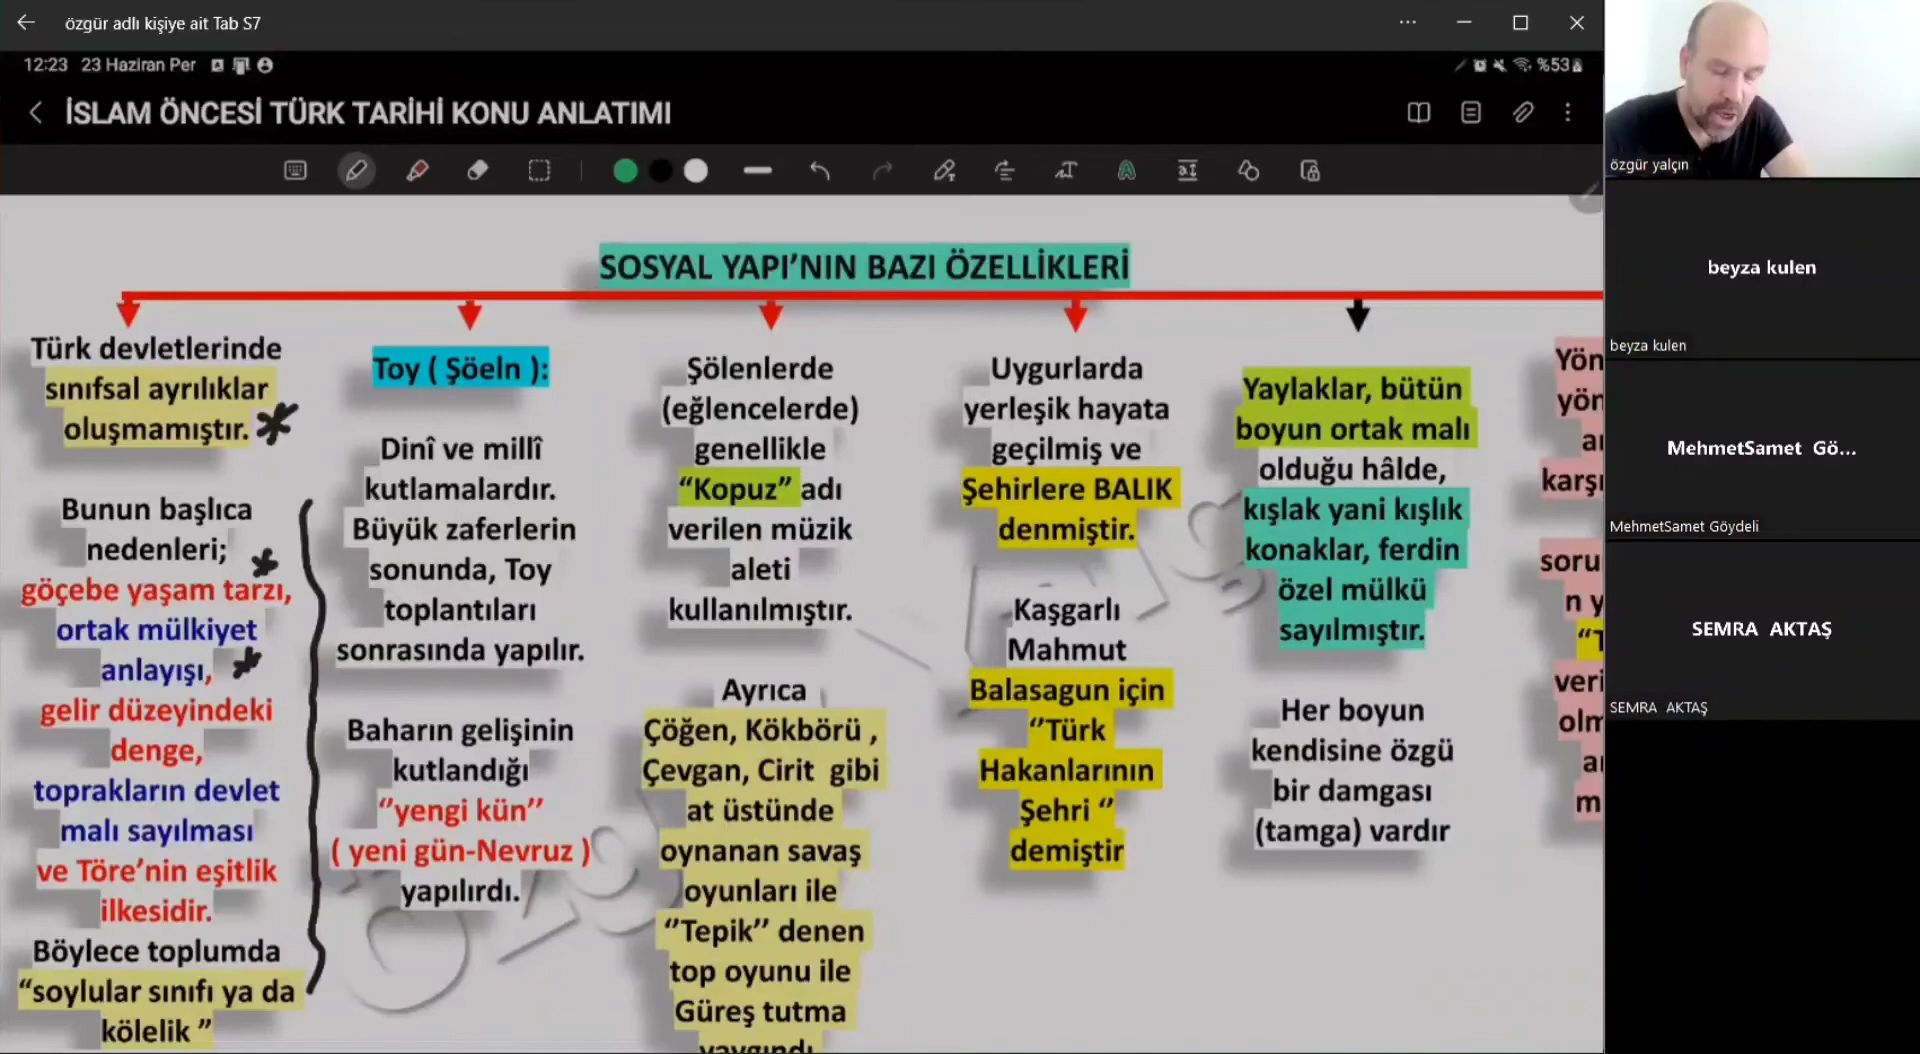 özgür adlı kişiye ait Tab S7
12:23 23 Haziran Per
%53
İSLAM ÖNCESİ TÜRK TARİHİ KONU ANLATIMI
SOSYAL YAPI'NIN BAZI ÖZELLİKLERİ
Türk devletlerinde
sınıfsal ayrılıklar
oluşmamıştır.
Bunun başlıca
nedenleri;
göçebe yaşam tarzı,
ortak mülkiyet
anlayışı,
gelir düzeyindeki
denge,
toprakların devlet
malı sayılması
ve Töre'nin eşitlik
ilkesidir.
Böylece toplumda
“soylular sınıfı ya da
kölelik ”
Toy ( Şöeln ):
Dinî ve millî
kutlamalardır.
Büyük zaferlerin
sonunda, Toy
toplantıları
sonrasında yapılır.
Baharın gelişinin
kutlandığı
‘’yengi kün’’
( yeni gün-Nevruz )
yapılırdı.
Şölenlerde
(eğlencelerde)
genellikle
“Kopuz” adı
verilen müzik
aleti
kullanılmıştır.
Ayrıca
Çöğen, Kökbörü ,
Çevgan, Cirit gibi
at üstünde
oynanan savaş
oyunları ile
‘’Tepik’’ denen
top oyunu ile
Güreş tutma
yaygındı
Uygurlarda
yerleşik hayata
geçilmiş ve
Şehirlere BALIK
denmiştir.
Kaşgarlı
Mahmut
Balasagun için
‘’Türk
Hakanlarının
Şehri ‘’
demiştir
Yaylaklar, bütün
boyun ortak malı
olduğu hâlde,
kışlak yani kışlık
konaklar, ferdin
özel mülkü
sayılmıştır.
Her boyun
kendisine özgü
bir damgası
(tamga) vardır
Yön
yön
a
karşı
soru
n y
“T
veri
olm
a
m
özgür yalçın
beyza kulen
beyza kulen
MehmetSamet Gö...
MehmetSamet Göydeli
SEMRA AKTAŞ
SEMRA AKTAŞ